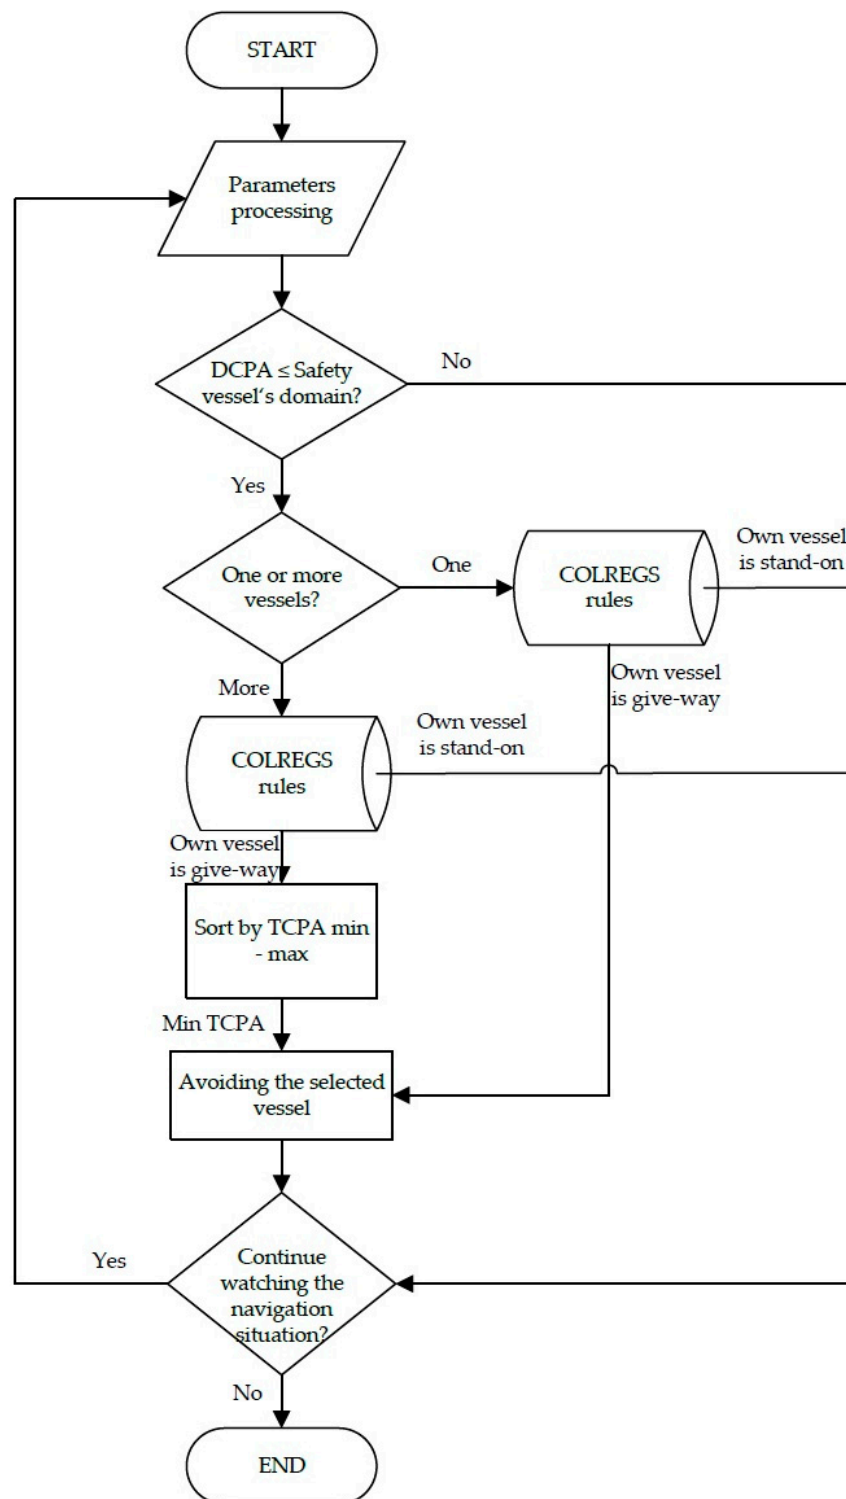 START
Parameters
processing
DCPA ≤ Safety
vessel‘s domain?
No
Yes
One or more
vessels?
One
COLREGS
rules
Own vessel
is stand-on
Own vessel
is give-way
More
COLREGS
rules
Own vessel
is stand-on
Own vessel
is give-way
Sort by TCPA min
- max
Min TCPA
Avoiding the selected
vessel
Continue
watching the
navigation
situation?
Yes
No
END